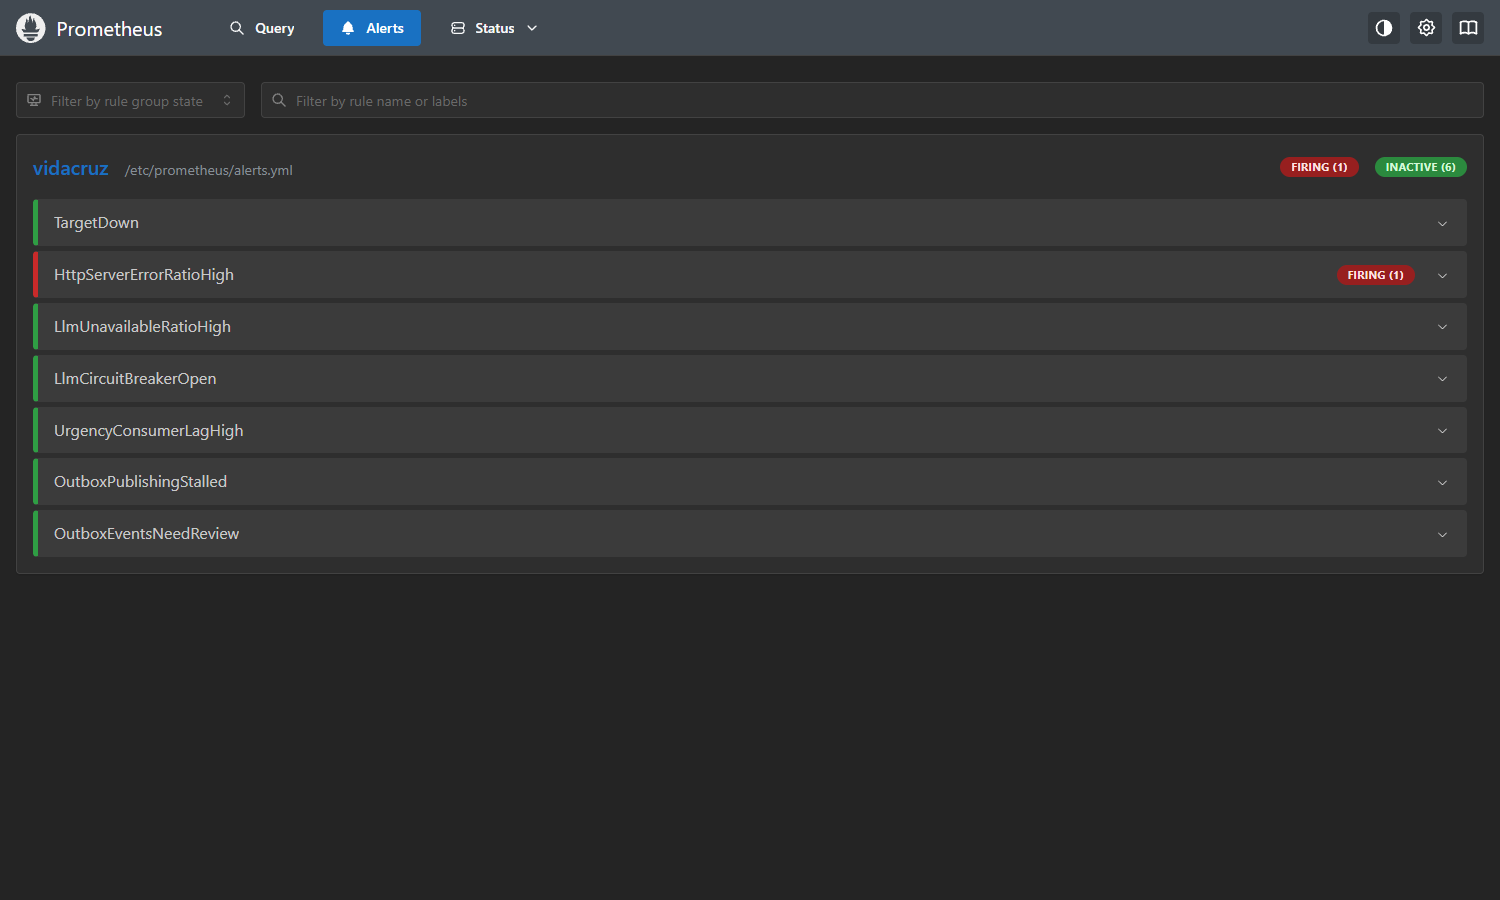 Prometheus Query Alerts Status
Filter by rule group state Filter by rule name or labels
vidacruz /etc/prometheus/alerts.yml FIRING (1) INACTIVE (6)
TargetDown
HttpServerErrorRatioHigh FIRING (1)
LlmUnavailableRatioHigh
LlmCircuitBreakerOpen
UrgencyConsumerLagHigh
OutboxPublishingStalled
OutboxEventsNeedReview